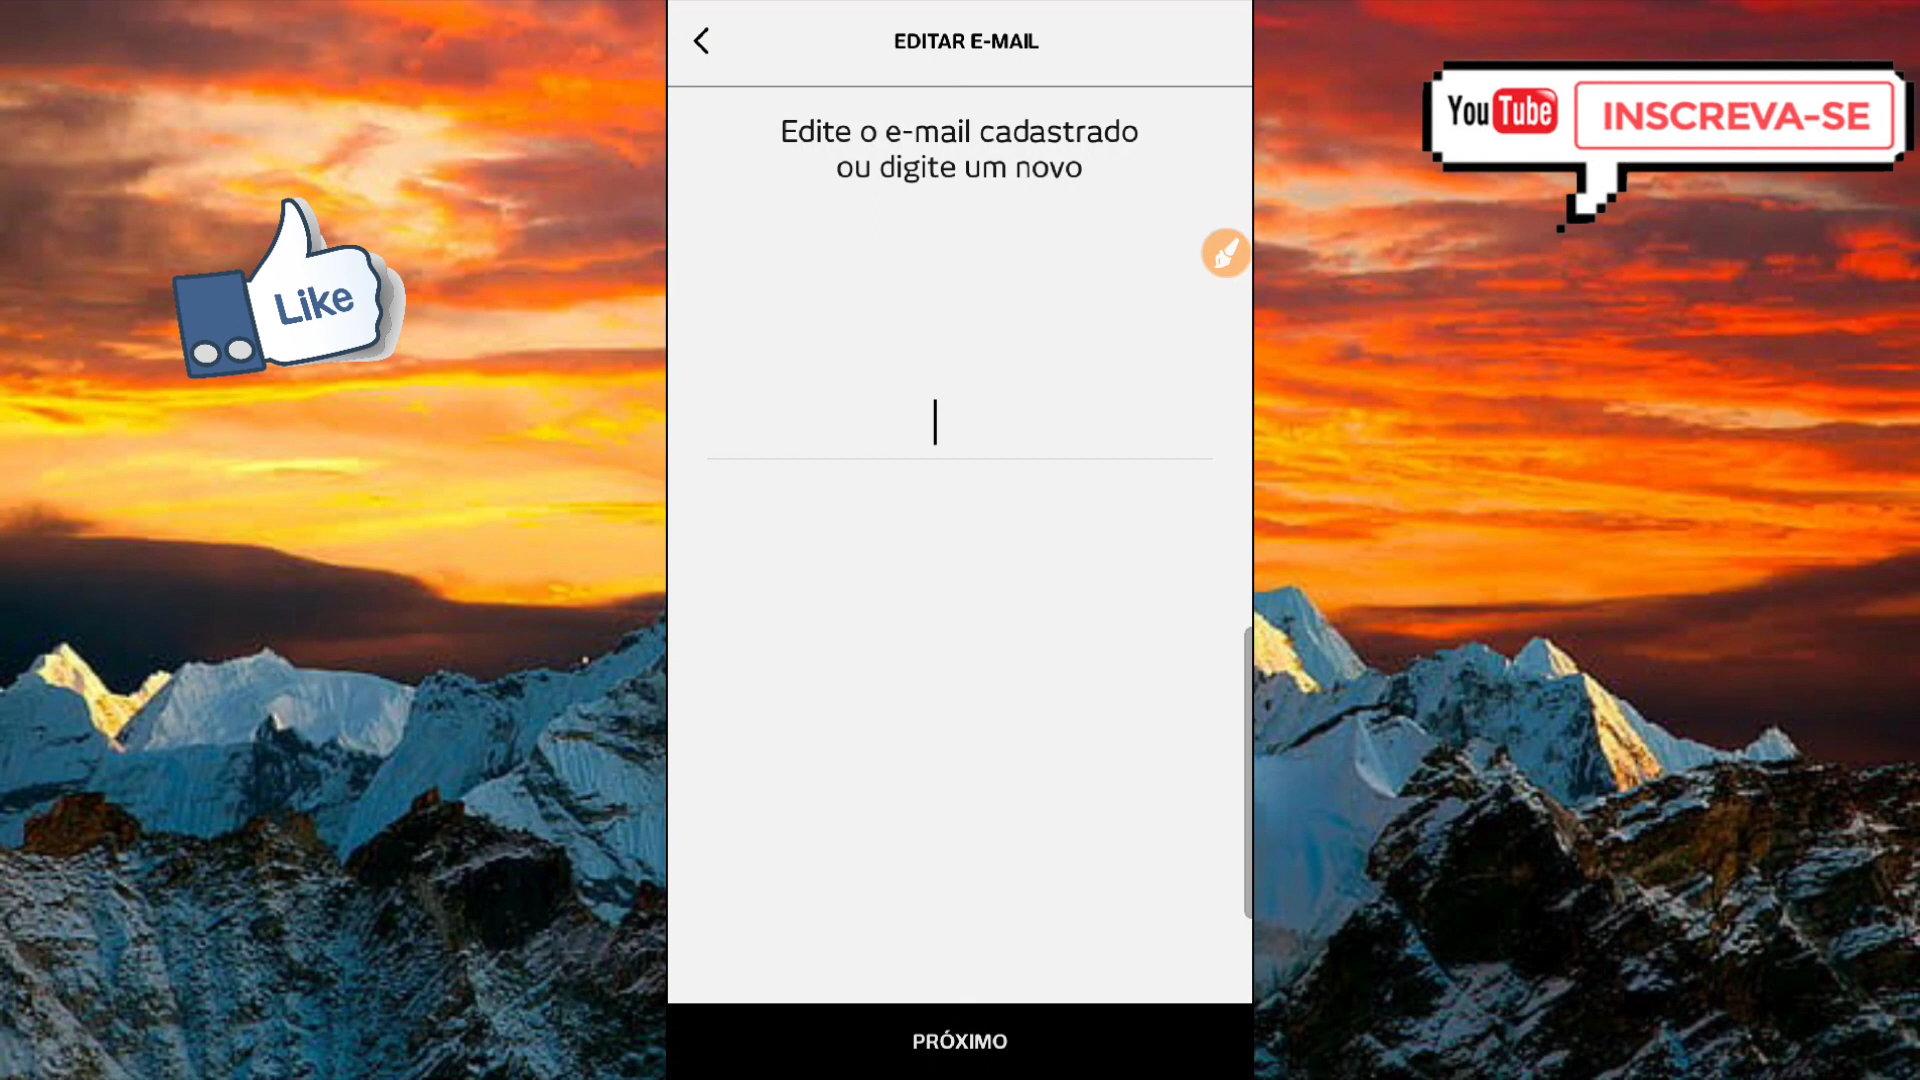 EDITAR E-MAIL
Edite o e-mail cadastrado
ou digite um novo
Like
YouTube INSCREVA-SE
PRÓXIMO